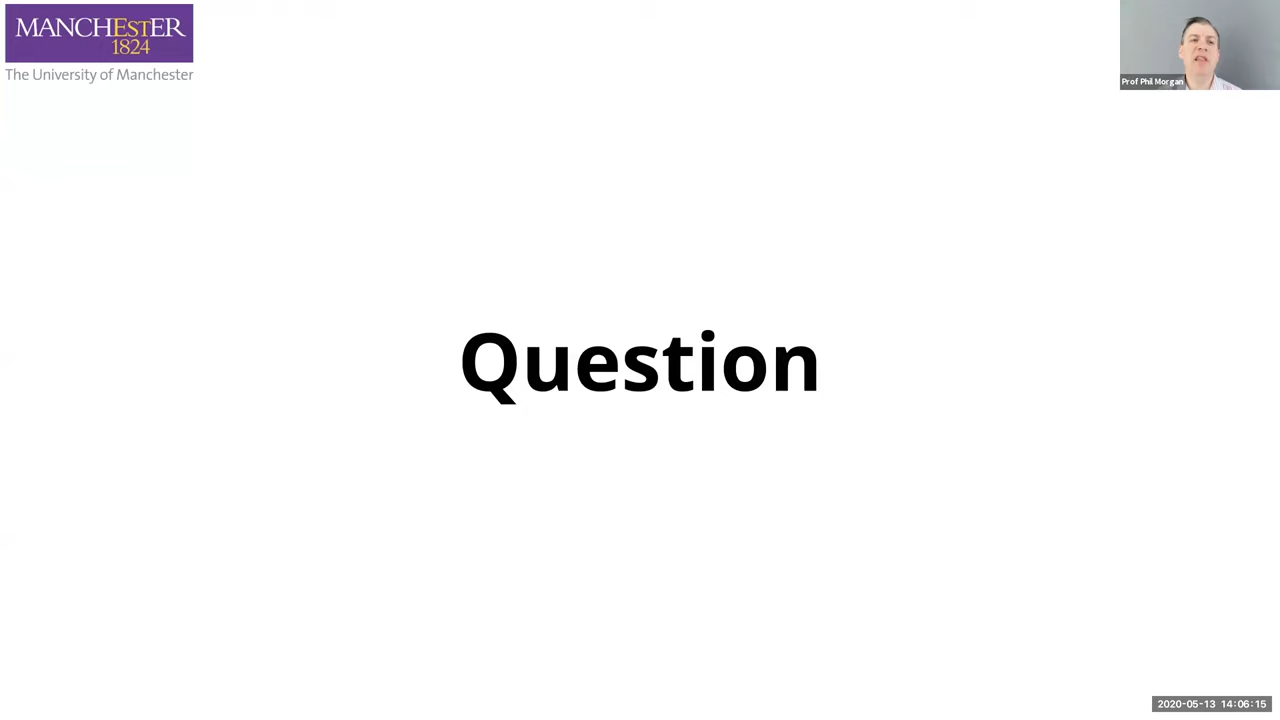 MANCHESTER
1824
The University of Manchester
Prof Phil Morgan
Question
2020-05-13 14:06:15